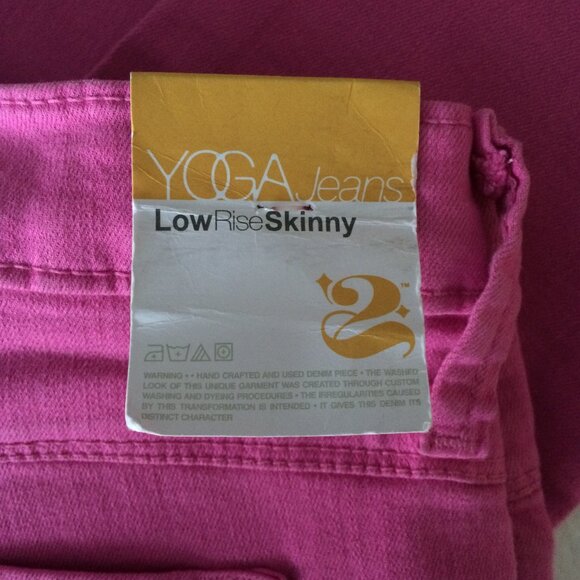 YOGA Jeans
LowRiseSkinny
2™
WARNING • • HAND CRAFTED AND USED DENIM PIECE • THE WASHED
LOOK OF THIS UNIQUE GARMENT WAS CREATED THROUGH CUSTOM
WASHING AND DYEING PROCEDURES • THE IRREGULARITIES CAUSED
BY THIS TRANSFORMATION IS INTENDED • IT GIVES THIS DENIM ITS
DISTINCT CHARACTER